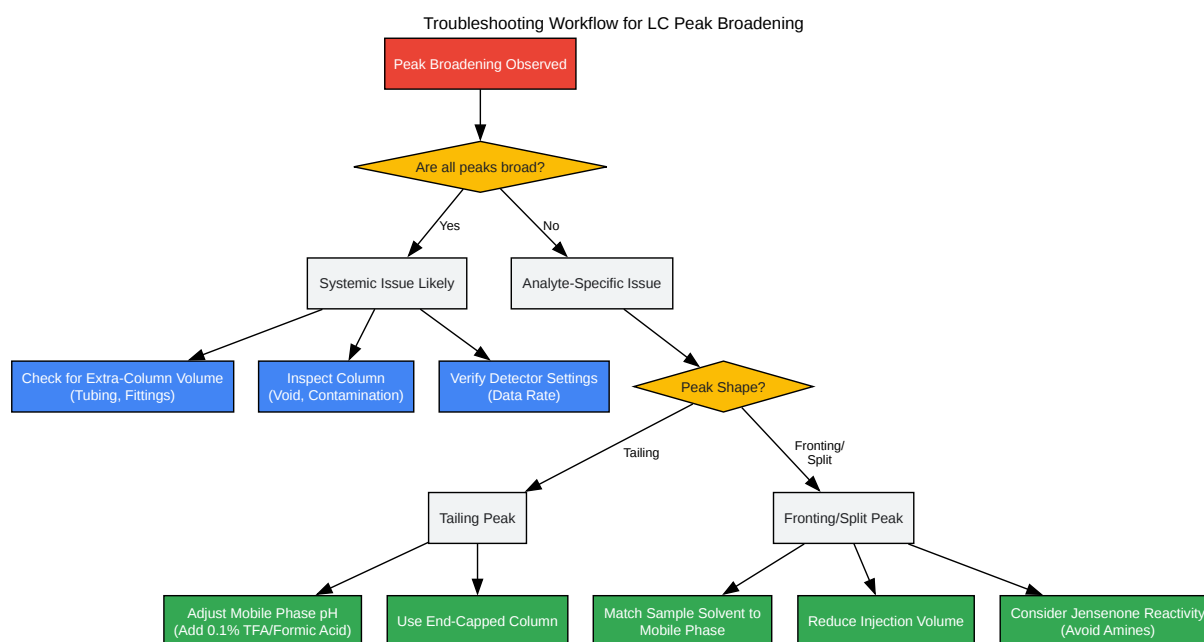 Troubleshooting Workflow for LC Peak Broadening
Peak Broadening Observed
Are all peaks broad?
Yes
No
Systemic Issue Likely
Analyte-Specific Issue
Check for Extra-Column Volume
(Tubing, Fittings)
Inspect Column
(Void, Contamination)
Verify Detector Settings
(Data Rate)
Peak Shape?
Tailing
Fronting/
Split
Tailing Peak
Fronting/Split Peak
Adjust Mobile Phase pH
(Add 0.1% TFA/Formic Acid)
Use End-Capped Column
Match Sample Solvent to
Mobile Phase
Reduce Injection Volume
Consider Jensenone Reactivity
(Avoid Amines)